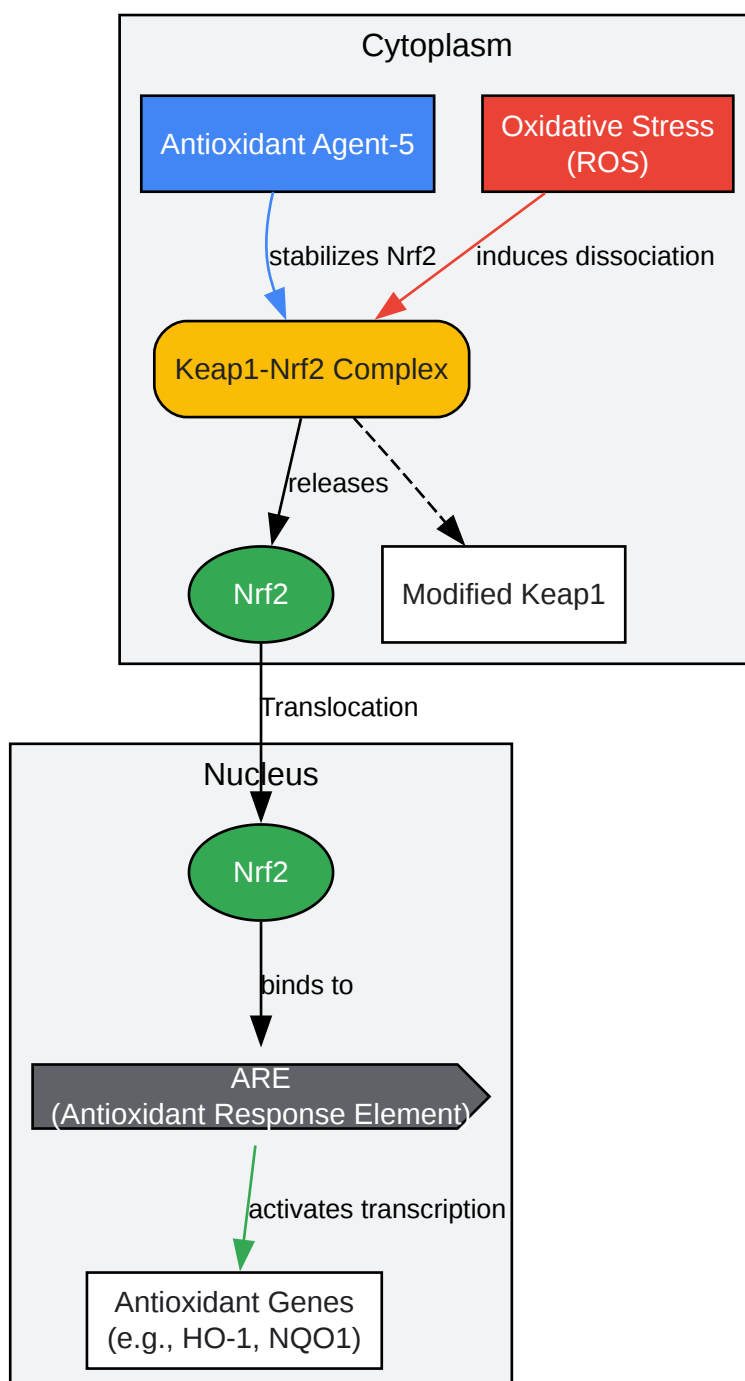 Cytoplasm
Antioxidant Agent-5
Oxidative Stress
(ROS)
stabilizes Nrf2
induces dissociation
Keap1-Nrf2 Complex
releases
Nrf2
Modified Keap1
Translocation
Nucleus
Nrf2
binds to
ARE
(Antioxidant Response Element)
activates transcription
Antioxidant Genes
(e.g., HO-1, NQO1)